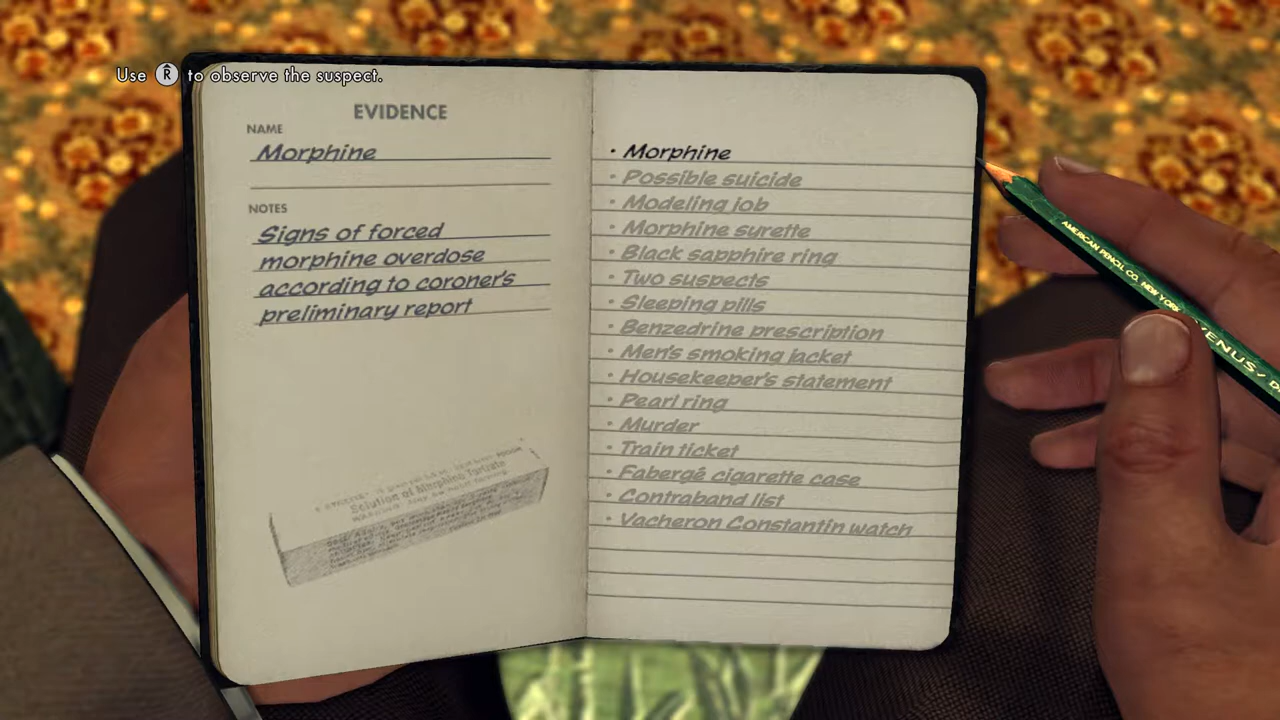 Use R to observe the suspect.
EVIDENCE
NAME
Morphine
NOTES
Signs of forced
morphine overdose
according to coroner's
preliminary report
Solution of Morphine Tartrate
• Morphine
• Possible suicide
• Modeling job
• Morphine surette
• Black sapphire ring
• Two suspects
• Sleeping pills
• Benzedrine prescription
• Men's smoking jacket
• Housekeeper's statement
• Pearl ring
• Murder
• Train ticket
• Fabergé cigarette case
• Contraband list
• Vacheron Constantin watch
AMERICAN PENCIL CO. NEW YORK
VENUS